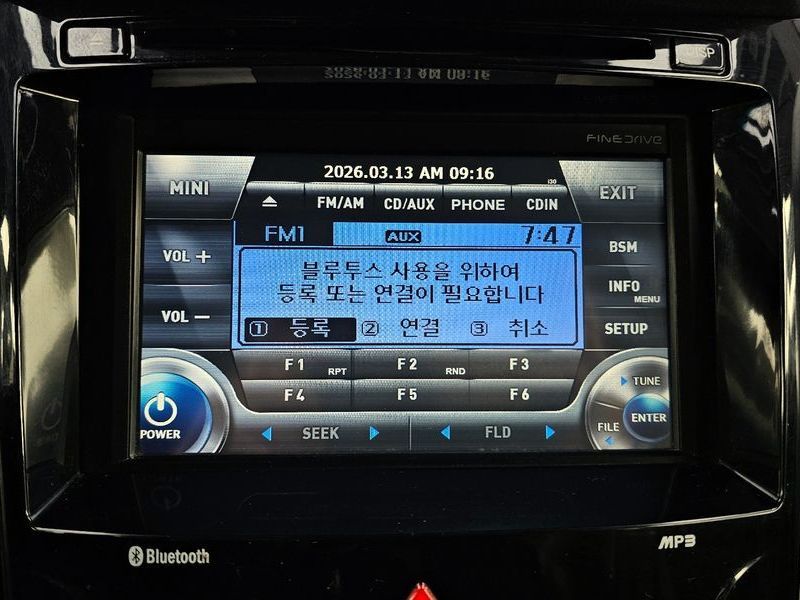 DISP
FINEDRIVE
2026.03.13 AM 09:16
i30
MINI
FM/AM
CD/AUX
PHONE
CDIN
EXIT
FM1
AUX
7:47
VOL +
BSM
블루투스 사용을 위하여
등록 또는 연결이 필요합니다
INFO
MENU
VOL −
① 등록 ② 연결 ③ 취소
SETUP
F1 RPT
F2 RND
F3
F4
F5
F6
TUNE
ENTER
FILE
POWER
SEEK
FLD
Bluetooth
MP3